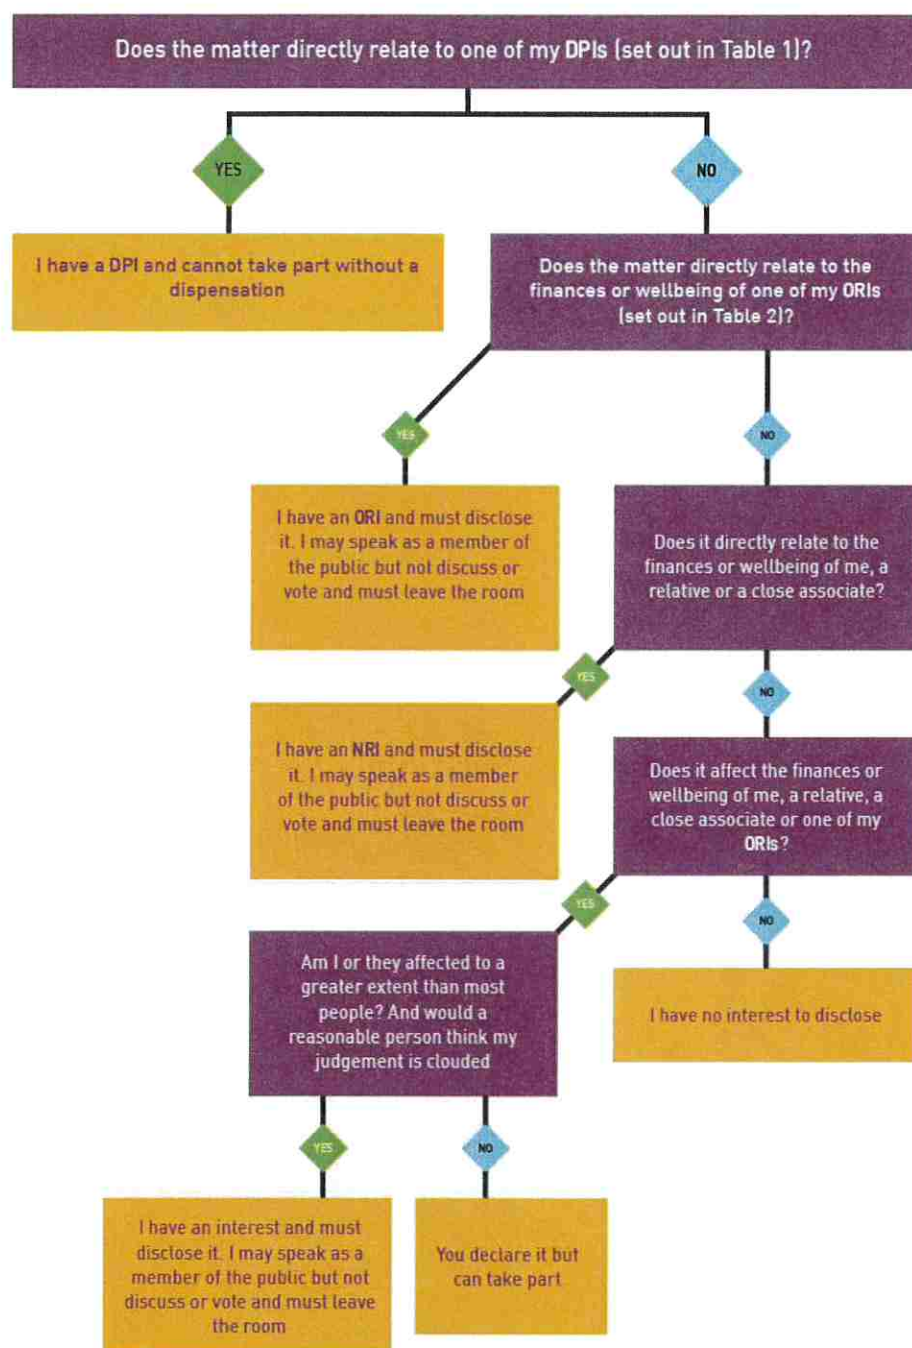 Does the matter directly relate to one of my DPIs (set out in Table 1)?
YES
NO
I have a DPI and cannot take part without a
dispensation
Does the matter directly relate to the
finances or wellbeing of one of my ORIs
(set out in Table 2)?
YES
NO
I have an ORI and must disclose
it. I may speak as a member of
the public but not discuss or
vote and must leave the room
Does it directly relate to the
finances or wellbeing of me, a
relative or a close associate?
YES
NO
I have an NRI and must disclose
it. I may speak as a member
of the public but not discuss or
vote and must leave the room
Does it affect the finances or
wellbeing of me, a relative, a
close associate or one of my
ORIs?
YES
NO
Am I or they affected to a
greater extent than most
people? And would a
reasonable person think my
judgement is clouded
I have no interest to disclose
YES
NO
I have an interest and must
disclose it. I may speak as a
member of the public but not
discuss or vote and must leave
the room
You declare it but
can take part